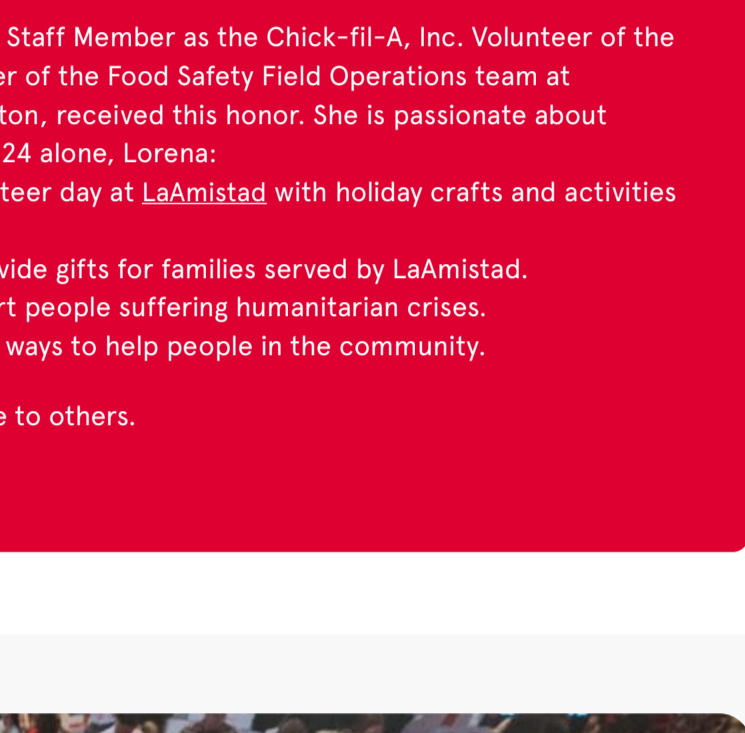 Staff Member as the Chick-fil-A, Inc. Volunteer of the
er of the Food Safety Field Operations team at
ton, received this honor. She is passionate about
24 alone, Lorena:
teer day at LaAmistad with holiday crafts and activities
vide gifts for families served by LaAmistad.
rt people suffering humanitarian crises.
ways to help people in the community.
e to others.